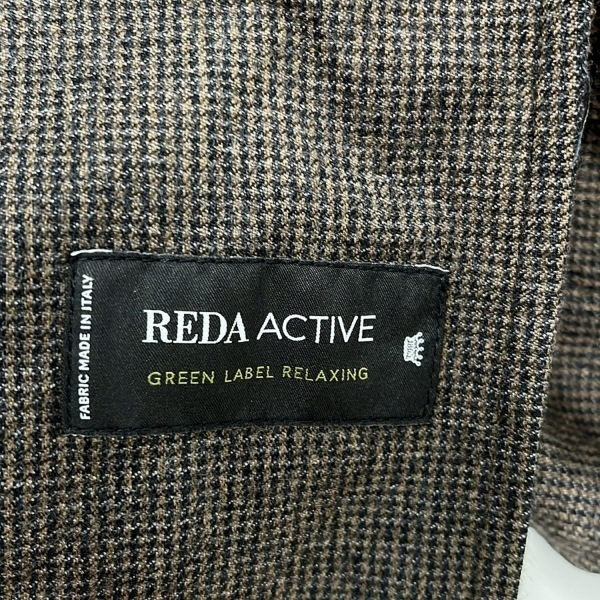 FABRIC MADE IN ITALY
REDA ACTIVE
GREEN LABEL RELAXING